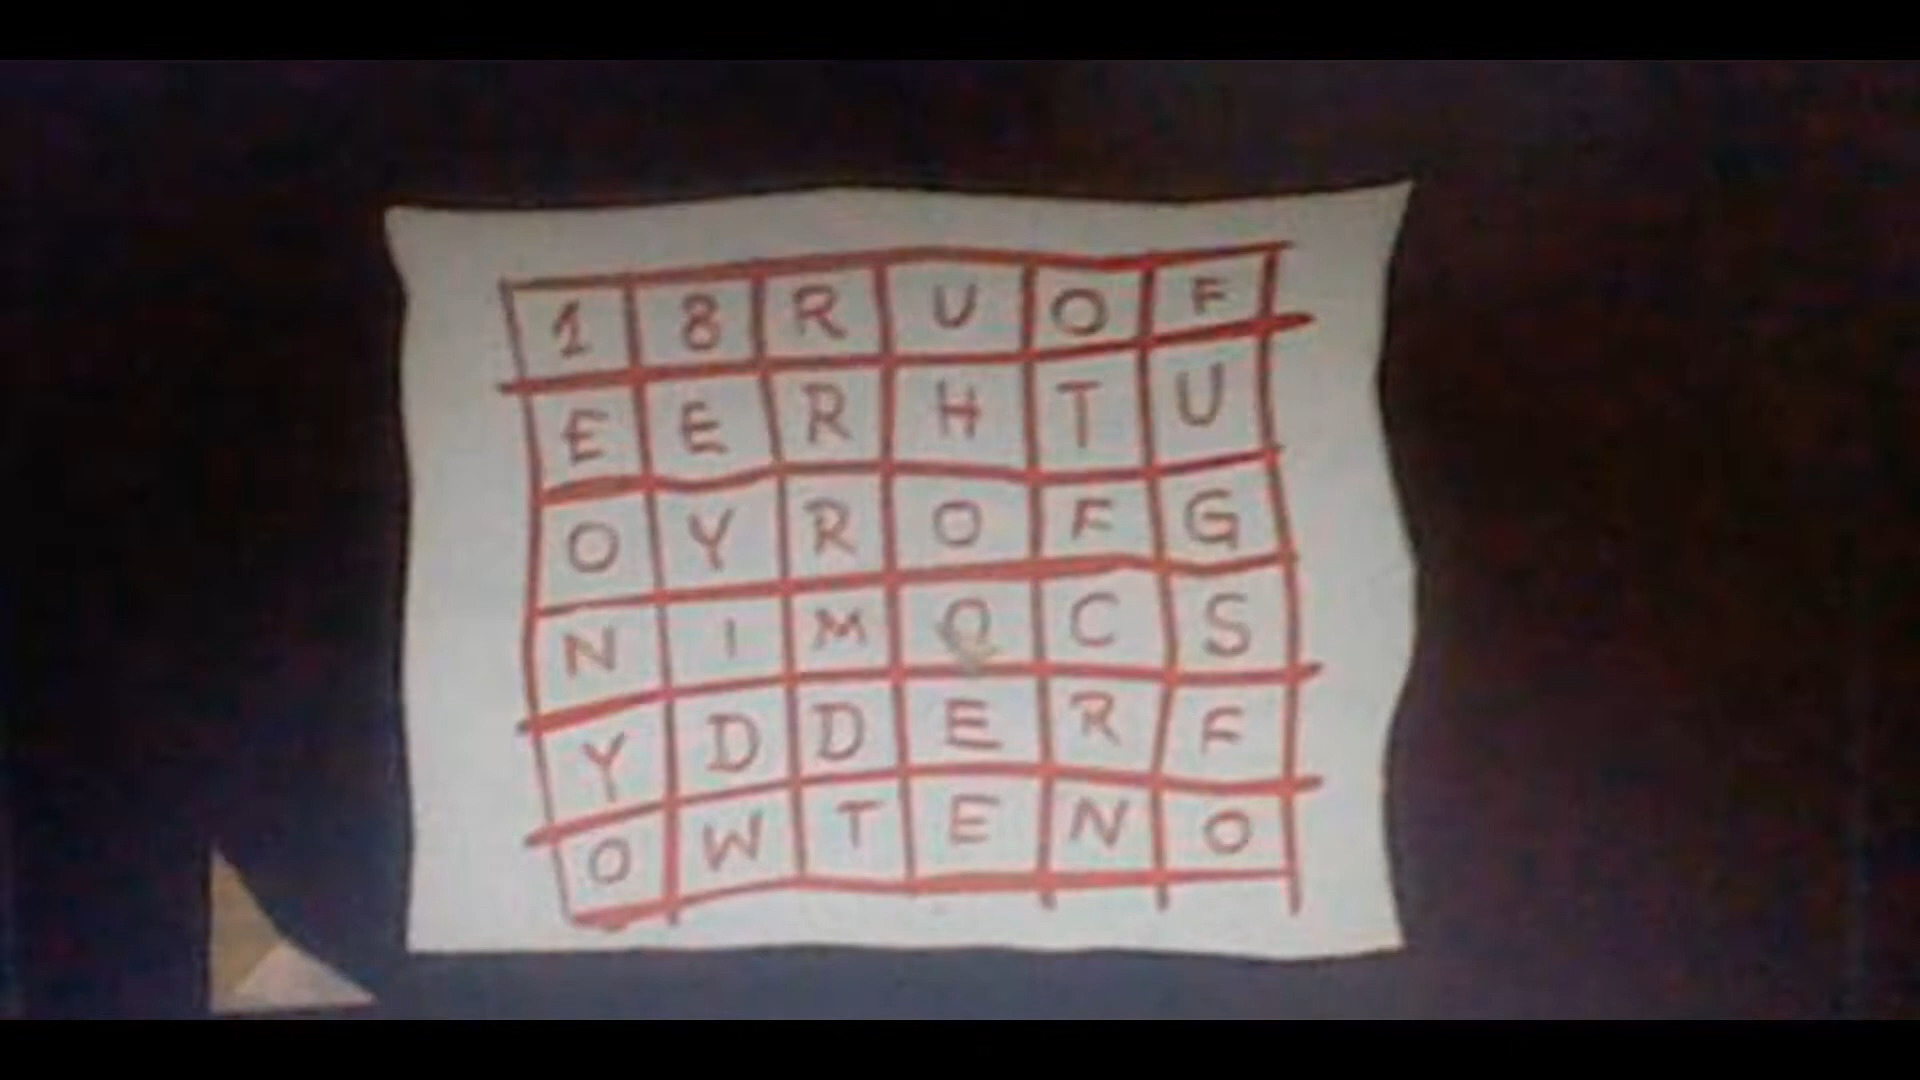 1 8 R U O F
E E R H T U
O Y R O F G
N I M O C S
Y D D E R F
O W T E N O